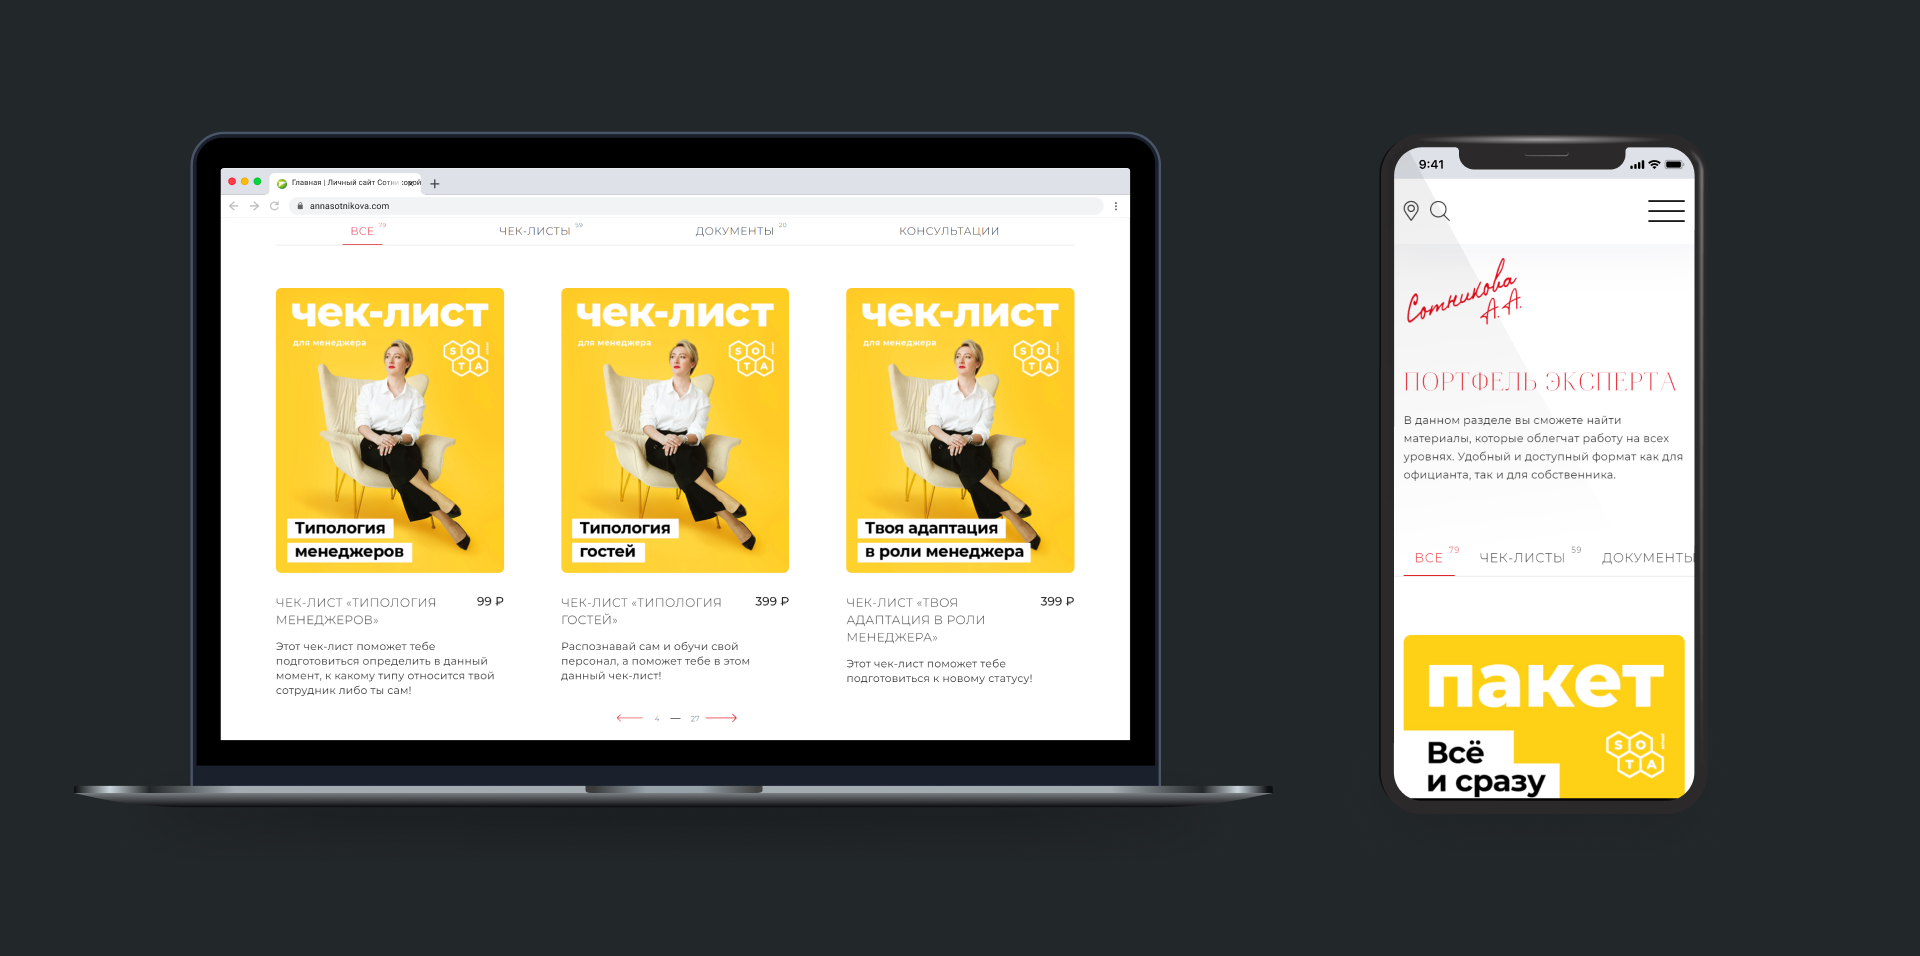 Главная | Личный сайт Сотн
annasotnikova.com
ВСЕ 79
ЧЕК-ЛИСТЫ 59
ДОКУМЕНТЫ 20
КОНСУЛЬТАЦИИ
чек-лист
для менеджера
SOTA
Типология
менеджеров
ЧЕК-ЛИСТ «ТИПОЛОГИЯ
МЕНЕДЖЕРОВ»
99 ₽
Этот чек-лист поможет тебе
подготовиться определить в данный
момент, к какому типу относится твой
сотрудник либо ты сам!
чек-лист
для менеджера
SOTA
Типология
гостей
ЧЕК-ЛИСТ «ТИПОЛОГИЯ
ГОСТЕЙ»
399 ₽
Распознавай сам и обучи свой
персонал, а поможет тебе в этом
данный чек-лист!
чек-лист
для менеджера
SOTA
Твоя адаптация
в роли менеджера
ЧЕК-ЛИСТ «ТВОЯ
АДАПТАЦИЯ В РОЛИ
МЕНЕДЖЕРА»
399 ₽
Этот чек-лист поможет тебе
подготовиться к новому статусу!
4 — 27
9:41
Сотникова
А.А.
ПОРТФЕЛЬ ЭКСПЕРТА
В данном разделе вы сможете найти
материалы, которые облегчат работу на всех
уровнях. Удобный и доступный формат как для
официанта, так и для собственника.
ВСЕ 79
ЧЕК-ЛИСТЫ 59
ДОКУМЕНТЫ
пакет
SOTA
Всё
и сразу